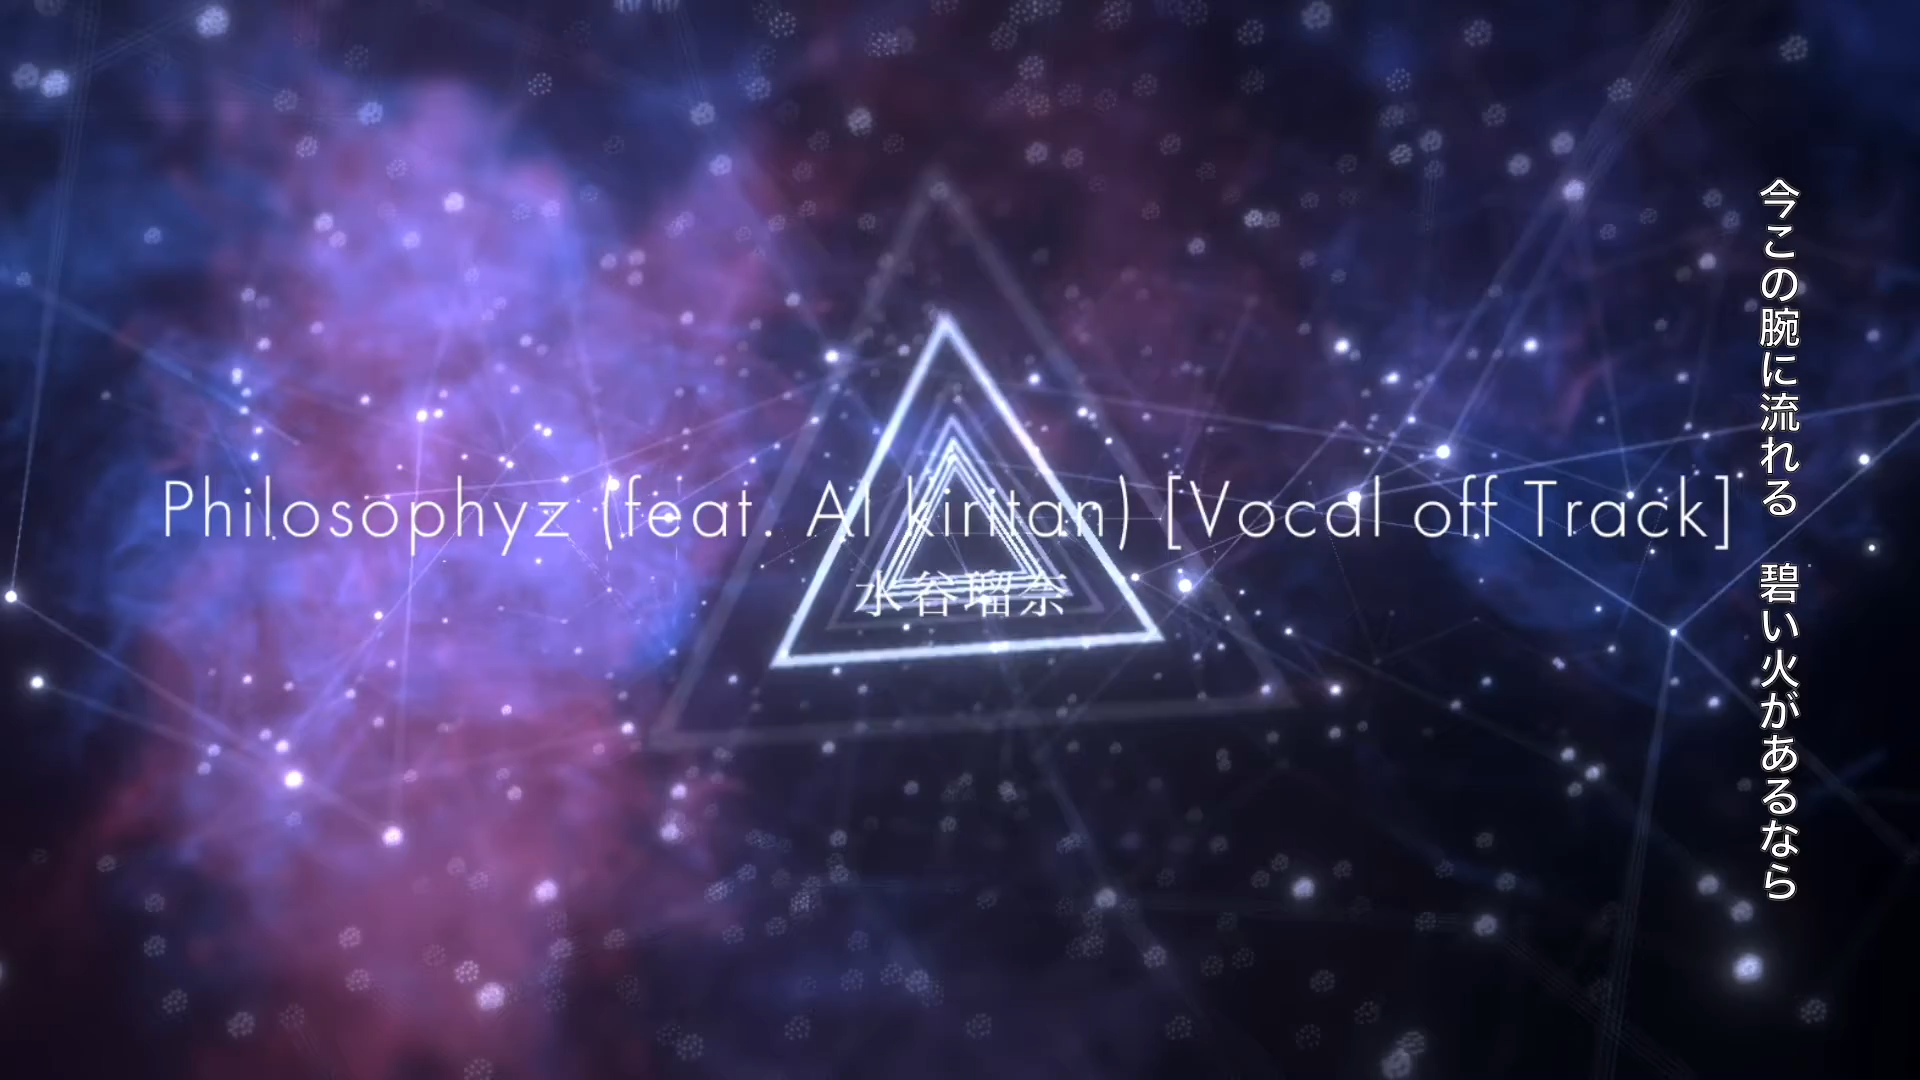 Philosophyz (feat. AI kiritan) [Vocal off Track]
水谷瑠奈
今この腕に流れる　碧い火があるなら